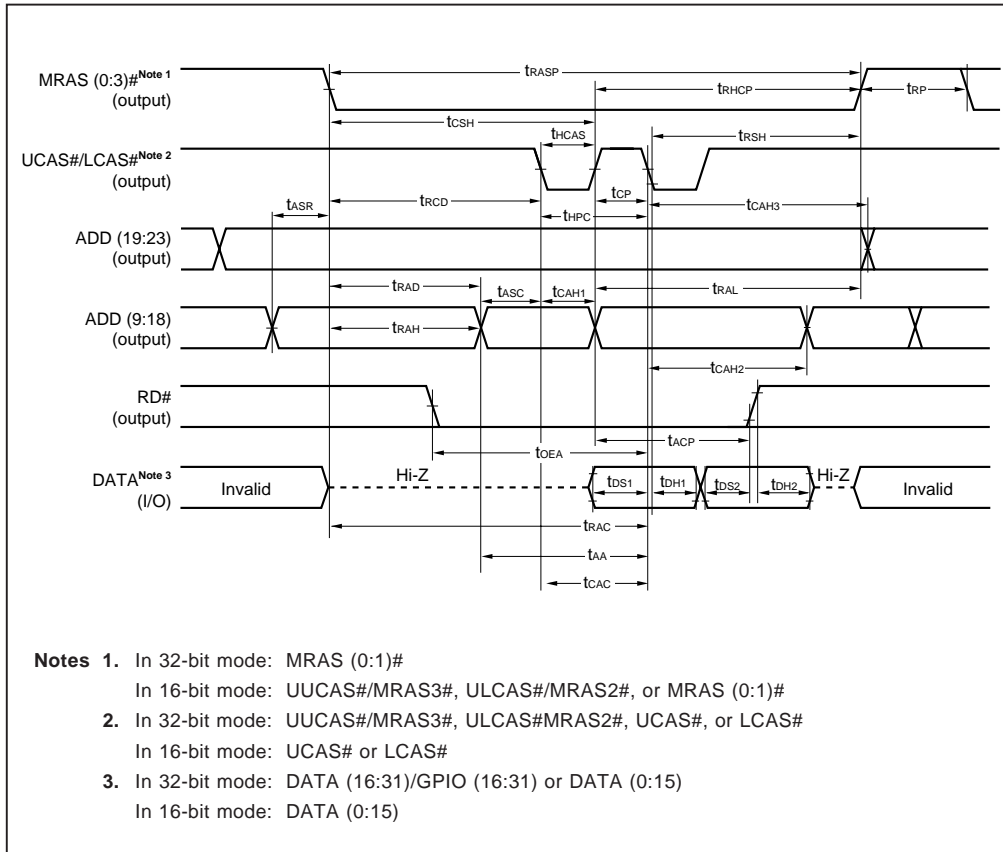 MRAS (0:3)#Note 1
(output)
tRASP
tRHCP
tRP
tCSH
tHCAS
tRSH
UCAS#/LCAS#Note 2
(output)
tCP
tASR
tRCD
tHPC
tCAH3
ADD (19:23)
(output)
tRAD
tASC
tCAH1
tRAL
ADD (9:18)
(output)
tRAH
tCAH2
RD#
(output)
tACP
tOEA
DATANote 3
(I/O)
Invalid
Hi-Z
tDS1
tDH1
tDS2
tDH2
Hi-Z
Invalid
tRAC
tAA
tCAC
Notes 1. In 32-bit mode: MRAS (0:1)#
In 16-bit mode: UUCAS#/MRAS3#, ULCAS#/MRAS2#, or MRAS (0:1)#
2. In 32-bit mode: UUCAS#/MRAS3#, ULCAS#MRAS2#, UCAS#, or LCAS#
In 16-bit mode: UCAS# or LCAS#
3. In 32-bit mode: DATA (16:31)/GPIO (16:31) or DATA (0:15)
In 16-bit mode: DATA (0:15)